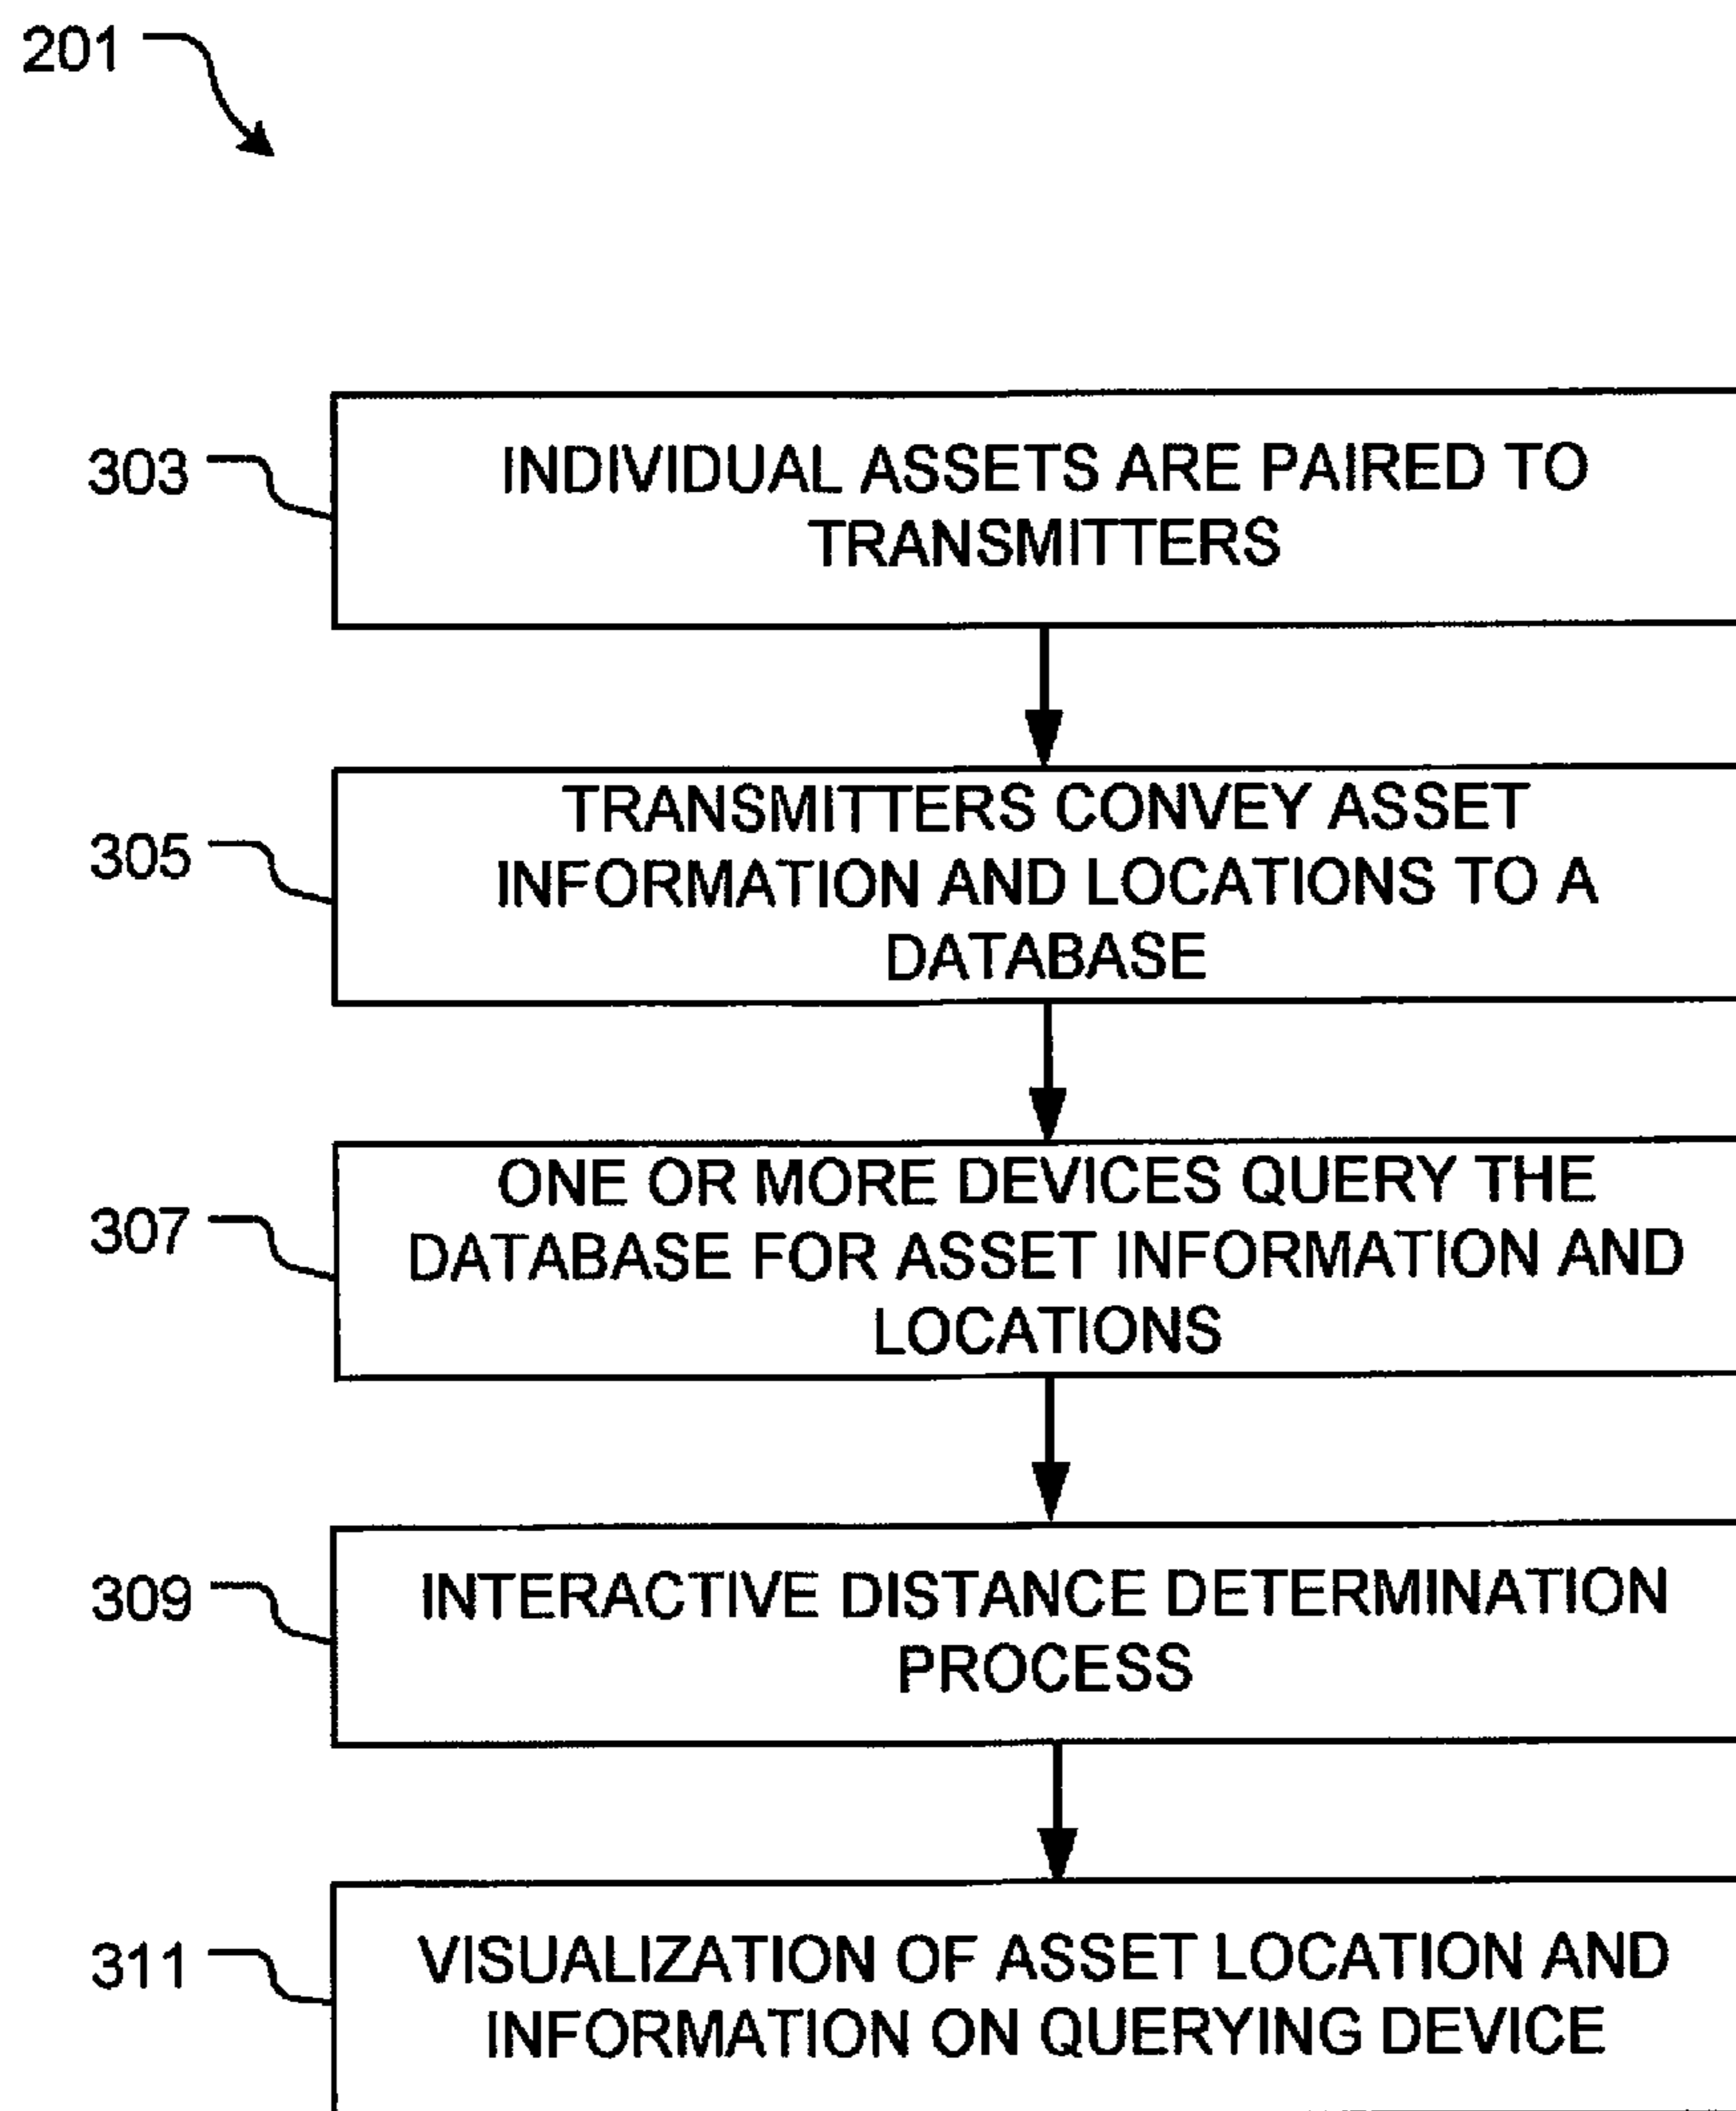 201
303
INDIVIDUAL ASSETS ARE PAIRED TO
TRANSMITTERS
305
TRANSMITTERS CONVEY ASSET
INFORMATION AND LOCATIONS TO A
DATABASE
307
ONE OR MORE DEVICES QUERY THE
DATABASE FOR ASSET INFORMATION AND
LOCATIONS
309
INTERACTIVE DISTANCE DETERMINATION
PROCESS
311
VISUALIZATION OF ASSET LOCATION AND
INFORMATION ON QUERYING DEVICE